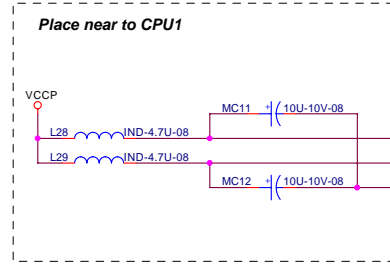 Place near to CPU1
VCCP
MC11 + 10U-10V-08
L28 IND-4.7U-08
L29 IND-4.7U-08
MC12 + 10U-10V-08